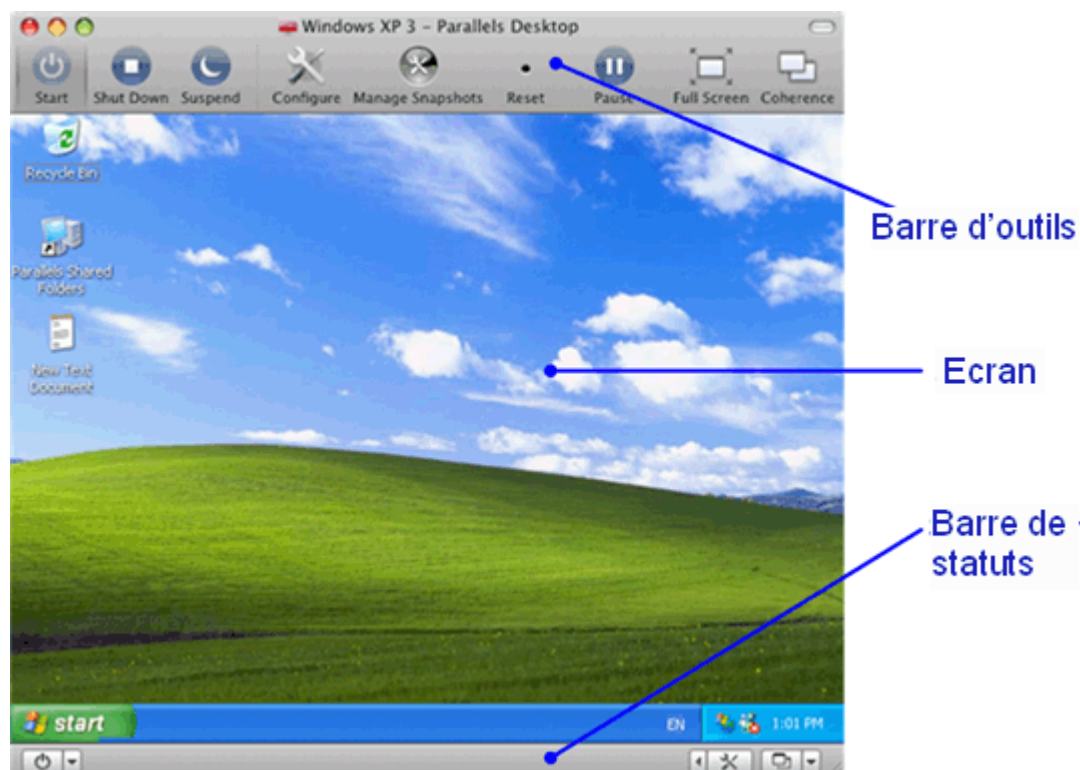 Windows XP 3 – Parallels Desktop
Start Shut Down Suspend Configure Manage Snapshots Reset Pause Full Screen Coherence
Recycle Bin
Parallels Shared
Folders
New Text
Document
Barre d'outils
Ecran
Barre de
statuts
start
EN 1:01 PM